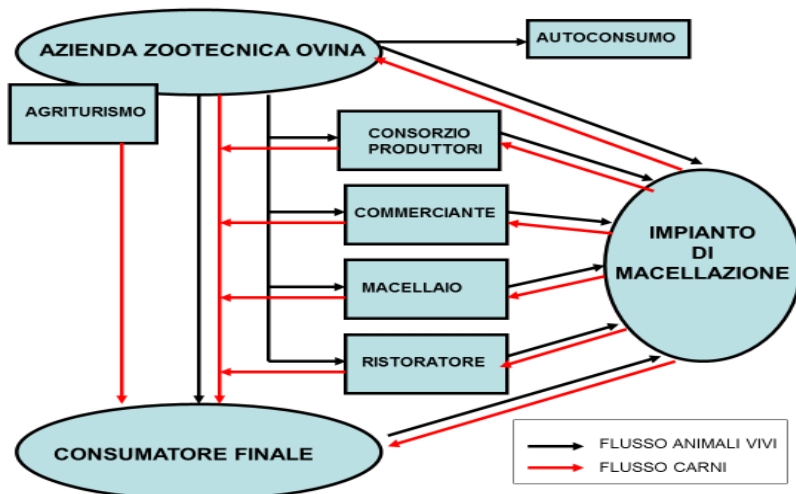 AZIENDA ZOOTECNICA OVINA
AUTOCONSUMO
AGRITURISMO
CONSORZIO
PRODUTTORI
COMMERCIANTE
IMPIANTO
DI
MACELLAZIONE
MACELLAIO
RISTORATORE
CONSUMATORE FINALE
FLUSSO ANIMALI VIVI
FLUSSO CARNI